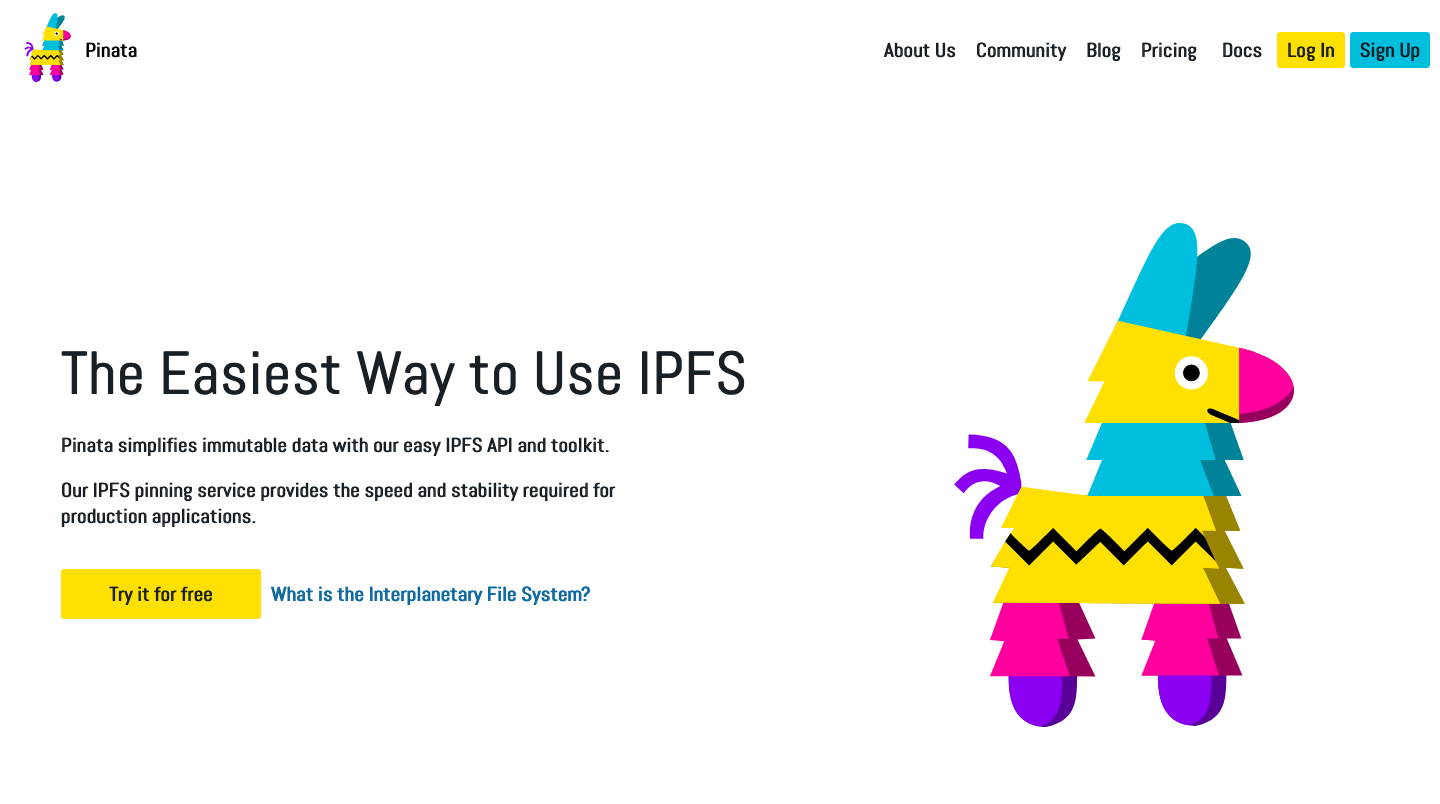 Pinata
About Us
Community
Blog
Pricing
Docs
Log In
Sign Up
The Easiest Way to Use IPFS
Pinata simplifies immutable data with our easy IPFS API and toolkit.
Our IPFS pinning service provides the speed and stability required for
production applications.
Try it for free
What is the Interplanetary File System?